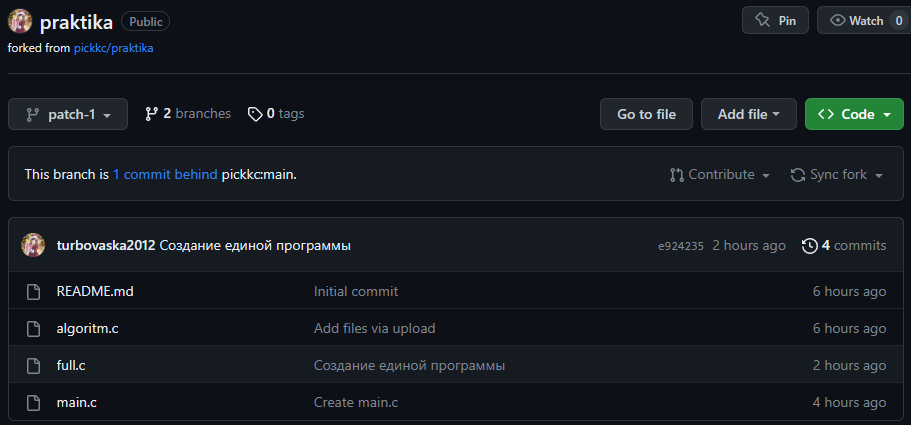 praktika Public Pin Watch 0
forked from pickkc/praktika
patch-1 2 branches 0 tags Go to file Add file Code
This branch is 1 commit behind pickkc:main. Contribute Sync fork
turbovaska2012 Создание единой программы e924235 2 hours ago 4 commits
README.md Initial commit 6 hours ago
algoritm.c Add files via upload 6 hours ago
full.c Создание единой программы 2 hours ago
main.c Create main.c 4 hours ago